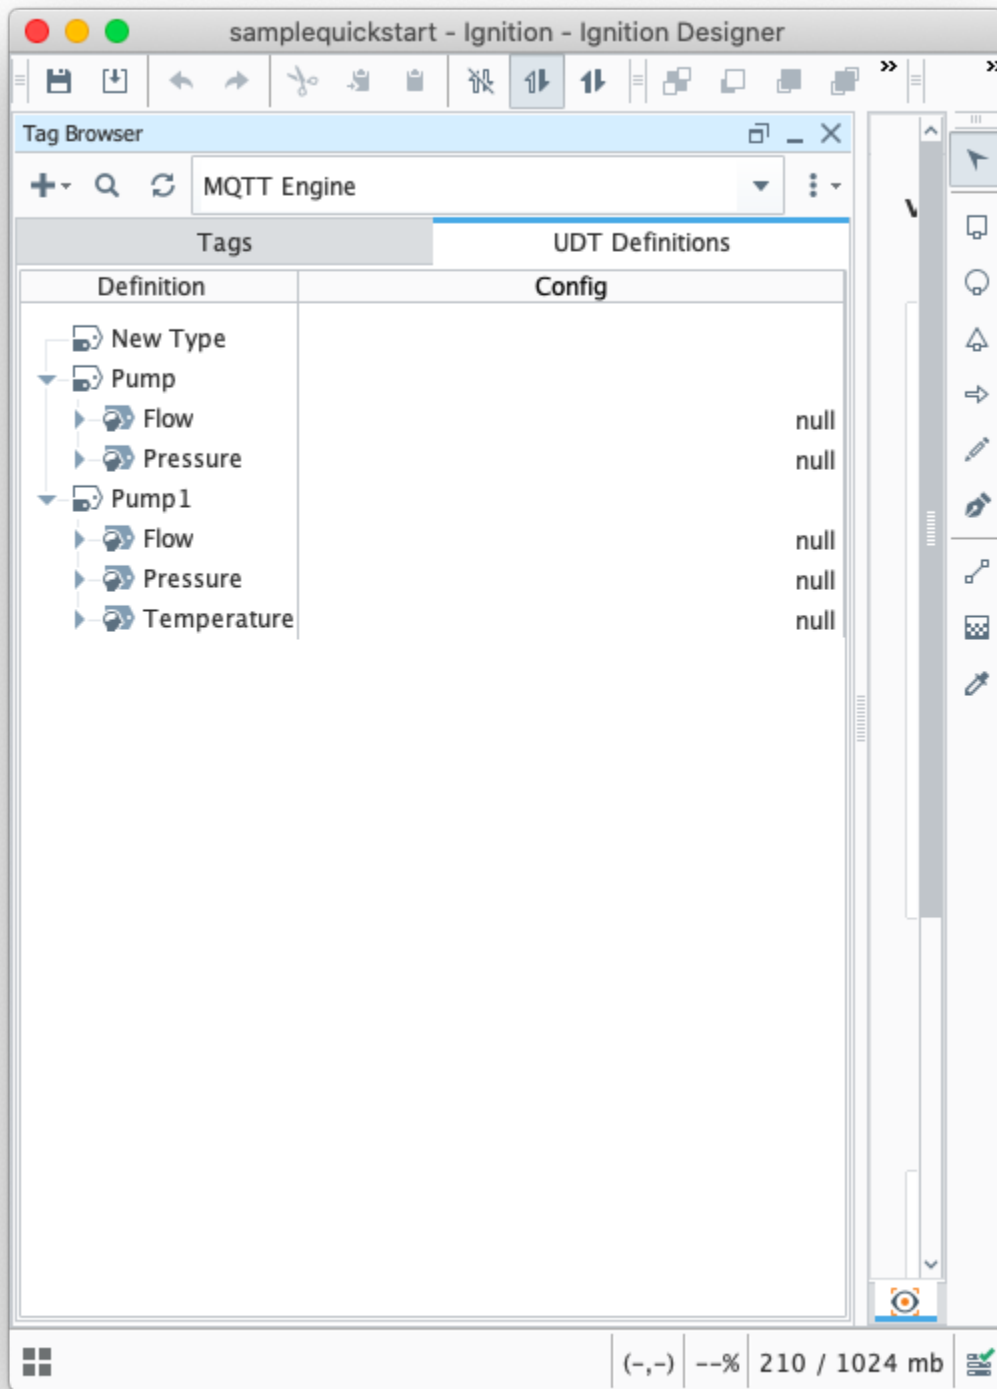 samplequickstart - Ignition - Ignition Designer
Tag Browser
MQTT Engine
Tags UDT Definitions
Definition Config
New Type
Pump
Flow null
Pressure null
Pump1
Flow null
Pressure null
Temperature null
(-,-) --% 210 / 1024 mb